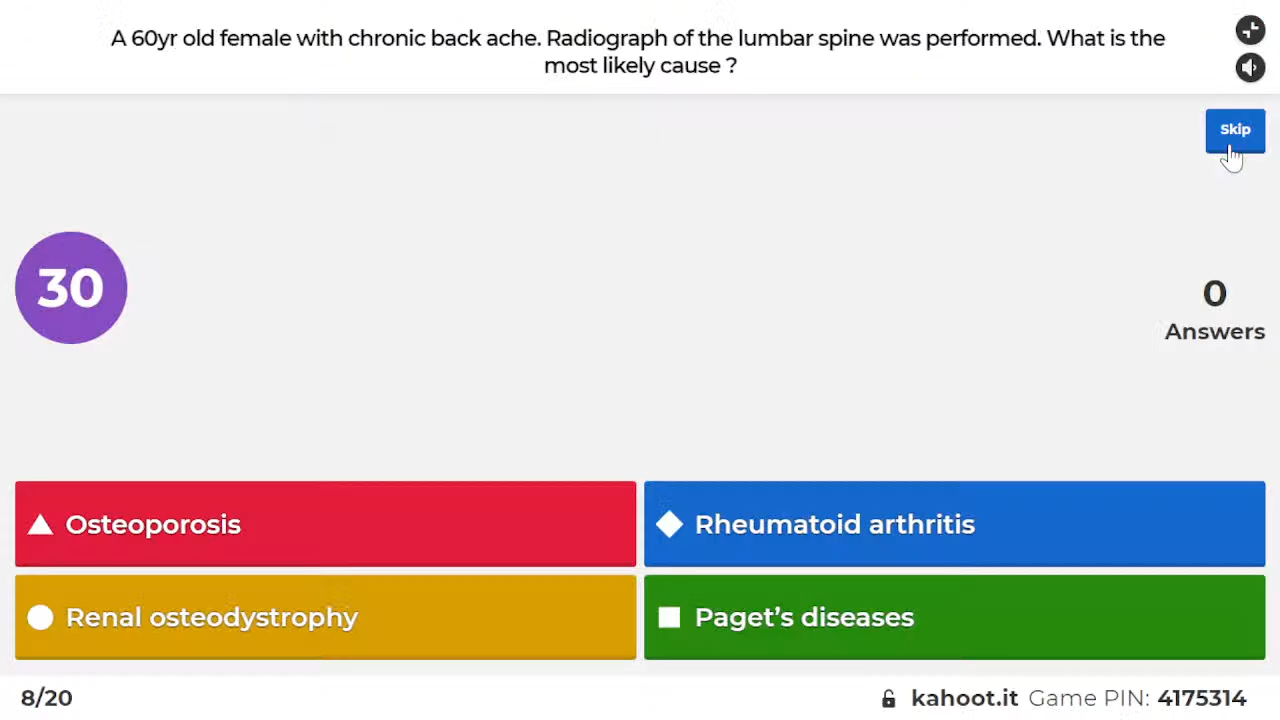 A 60yr old female with chronic back ache. Radiograph of the lumbar spine was performed. What is the
most likely cause ?
Skip
30
0
Answers
Osteoporosis
Rheumatoid arthritis
Renal osteodystrophy
Paget’s diseases
8/20
kahoot.it Game PIN: 4175314